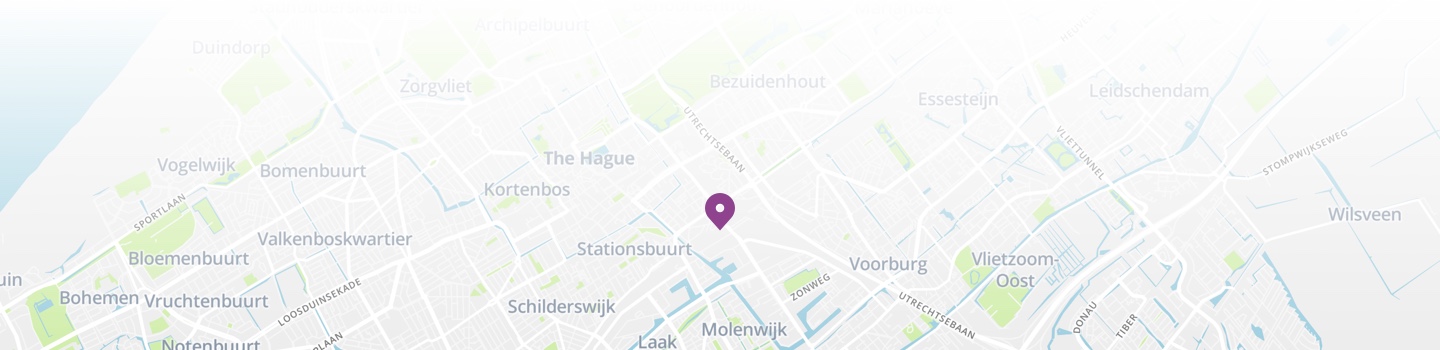 Archipelbuurt
Duindorp
Zorgvliet
Bezuidenhout
Essesteijn
Leidschendam
UTRECHTSEBAAN
VLIETTUNNEL
STOMPWIJKSEWEG
The Hague
Vogelwijk
Bomenbuurt
Kortenbos
SPORTLAAN
Wilsveen
Valkenboskwartier
Stationsbuurt
Bloemenbuurt
Voorburg
Vlietzoom-
Oost
uin
Bohemen
Vruchtenbuurt
LOOSDUINSEKADE
Schilderswijk
ZONWEG
UTRECHTSEBAAN
DONAU
TIBER
Molenwijk
Laak
Notenbuurt
PLAAN